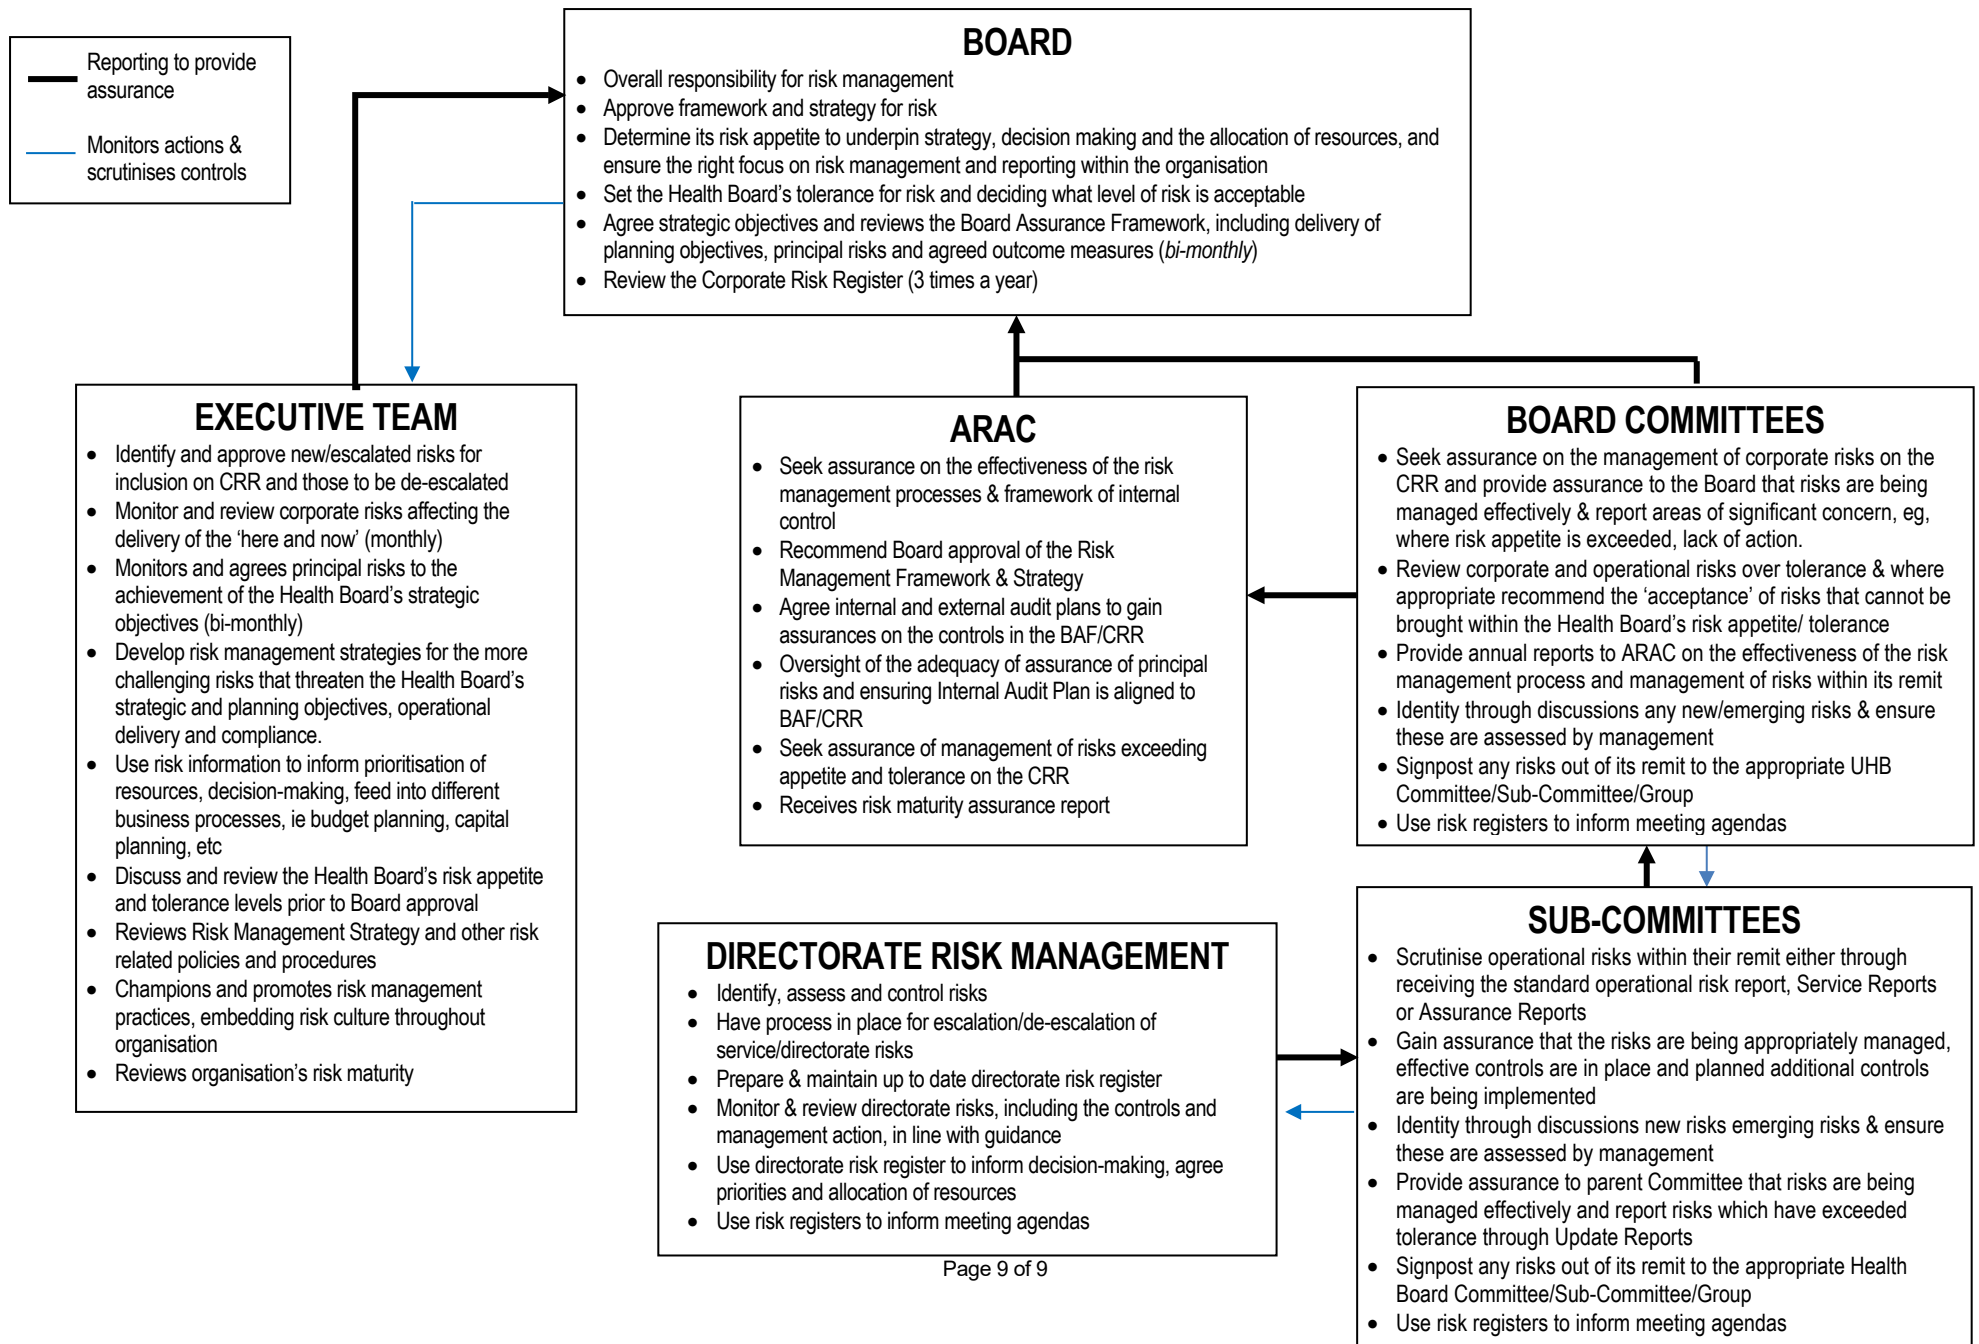 Reporting to provide
assurance
Monitors actions &
scrutinises controls
BOARD
• Overall responsibility for risk management
• Approve framework and strategy for risk
• Determine its risk appetite to underpin strategy, decision making and the allocation of resources, and
ensure the right focus on risk management and reporting within the organisation
• Set the Health Board’s tolerance for risk and deciding what level of risk is acceptable
• Agree strategic objectives and reviews the Board Assurance Framework, including delivery of
planning objectives, principal risks and agreed outcome measures (bi-monthly)
• Review the Corporate Risk Register (3 times a year)
EXECUTIVE TEAM
• Identify and approve new/escalated risks for
inclusion on CRR and those to be de-escalated
• Monitor and review corporate risks affecting the
delivery of the ‘here and now’ (monthly)
• Monitors and agrees principal risks to the
achievement of the Health Board’s strategic
objectives (bi-monthly)
• Develop risk management strategies for the more
challenging risks that threaten the Health Board’s
strategic and planning objectives, operational
delivery and compliance.
• Use risk information to inform prioritisation of
resources, decision-making, feed into different
business processes, ie budget planning, capital
planning, etc
• Discuss and review the Health Board’s risk appetite
and tolerance levels prior to Board approval
• Reviews Risk Management Strategy and other risk
related policies and procedures
• Champions and promotes risk management
practices, embedding risk culture throughout
organisation
• Reviews organisation’s risk maturity
ARAC
• Seek assurance on the effectiveness of the risk
management processes & framework of internal
control
• Recommend Board approval of the Risk
Management Framework & Strategy
• Agree internal and external audit plans to gain
assurances on the controls in the BAF/CRR
• Oversight of the adequacy of assurance of principal
risks and ensuring Internal Audit Plan is aligned to
BAF/CRR
• Seek assurance of management of risks exceeding
appetite and tolerance on the CRR
• Receives risk maturity assurance report
BOARD COMMITTEES
• Seek assurance on the management of corporate risks on the
CRR and provide assurance to the Board that risks are being
managed effectively & report areas of significant concern, eg,
where risk appetite is exceeded, lack of action.
• Review corporate and operational risks over tolerance & where
appropriate recommend the ‘acceptance’ of risks that cannot be
brought within the Health Board’s risk appetite/ tolerance
• Provide annual reports to ARAC on the effectiveness of the risk
management process and management of risks within its remit
• Identity through discussions any new/emerging risks & ensure
these are assessed by management
• Signpost any risks out of its remit to the appropriate UHB
Committee/Sub-Committee/Group
• Use risk registers to inform meeting agendas
DIRECTORATE RISK MANAGEMENT
• Identify, assess and control risks
• Have process in place for escalation/de-escalation of
service/directorate risks
• Prepare & maintain up to date directorate risk register
• Monitor & review directorate risks, including the controls and
management action, in line with guidance
• Use directorate risk register to inform decision-making, agree
priorities and allocation of resources
• Use risk registers to inform meeting agendas
SUB-COMMITTEES
• Scrutinise operational risks within their remit either through
receiving the standard operational risk report, Service Reports
or Assurance Reports
• Gain assurance that the risks are being appropriately managed,
effective controls are in place and planned additional controls
are being implemented
• Identity through discussions new risks emerging risks & ensure
these are assessed by management
• Provide assurance to parent Committee that risks are being
managed effectively and report risks which have exceeded
tolerance through Update Reports
• Signpost any risks out of its remit to the appropriate Health
Board Committee/Sub-Committee/Group
• Use risk registers to inform meeting agendas
Page 9 of 9